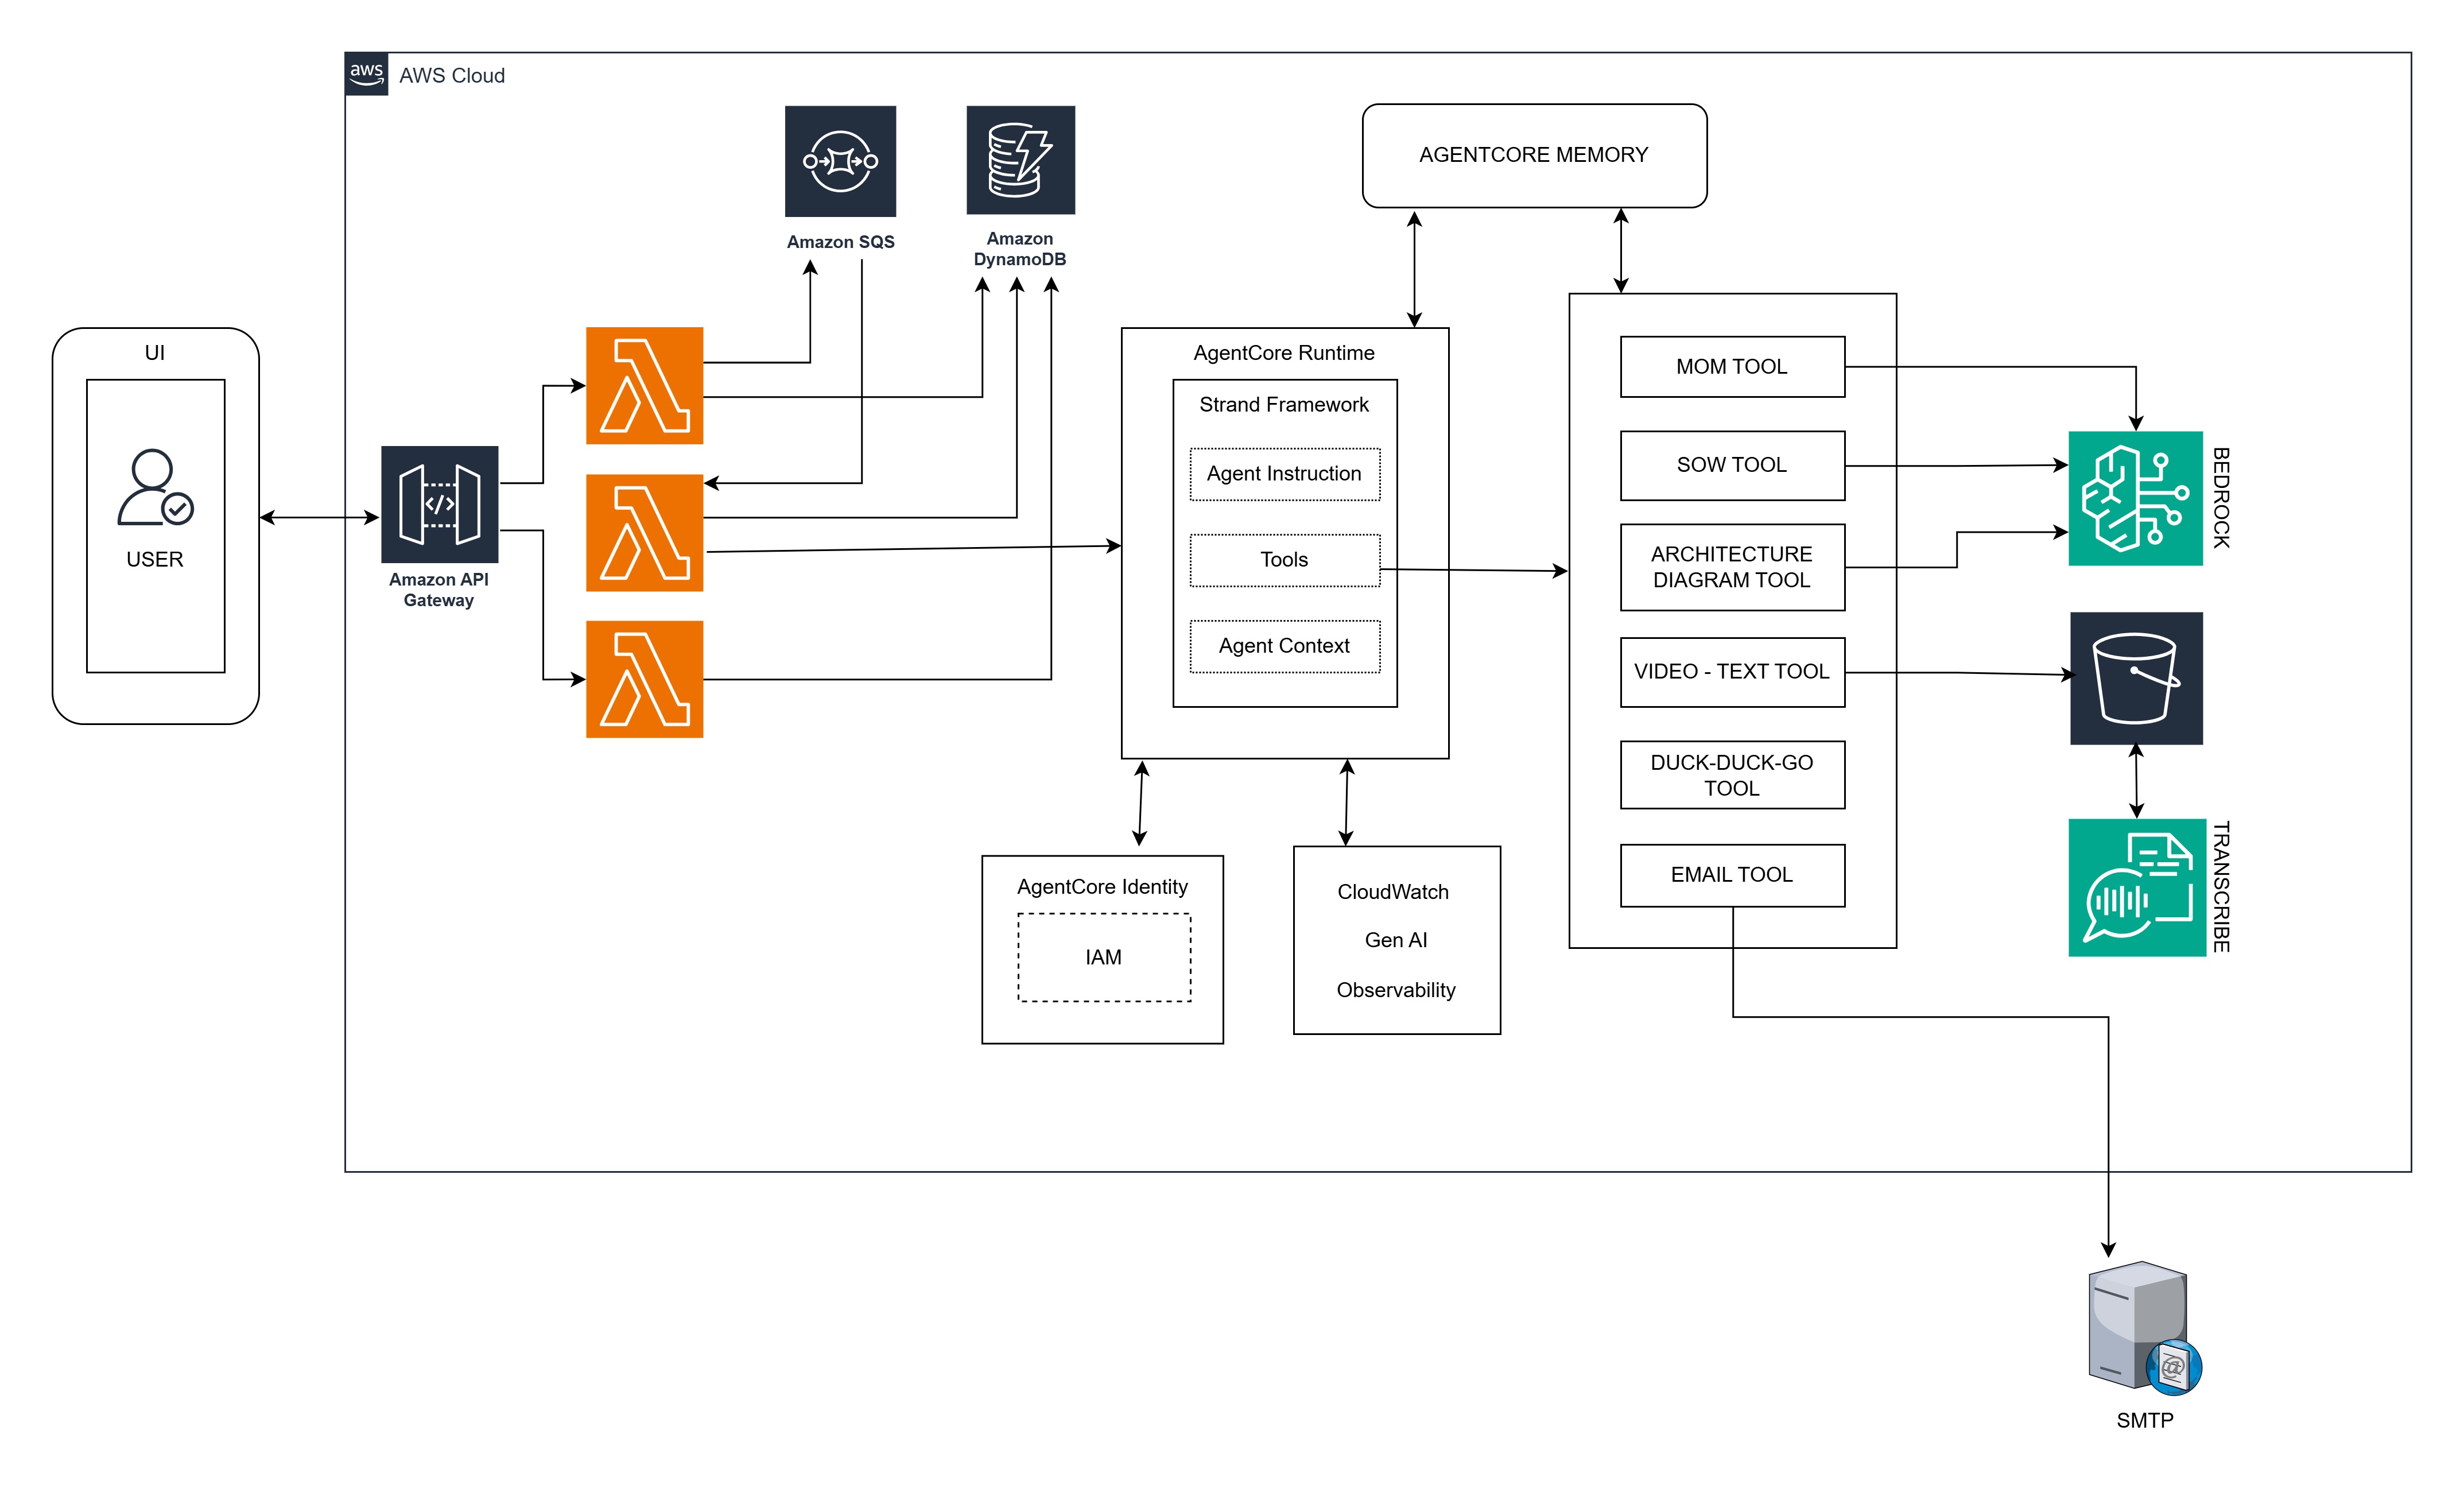 aws
AWS Cloud
Amazon SQS
Amazon
DynamoDB
AGENTCORE MEMORY
UI
USER
Amazon API
Gateway
AgentCore Runtime
Strand Framework
Agent Instruction
Tools
Agent Context
MOM TOOL
SOW TOOL
ARCHITECTURE
DIAGRAM TOOL
VIDEO - TEXT TOOL
DUCK-DUCK-GO
TOOL
EMAIL TOOL
BEDROCK
TRANSCRIBE
AgentCore Identity
IAM
CloudWatch
Gen AI
Observability
SMTP